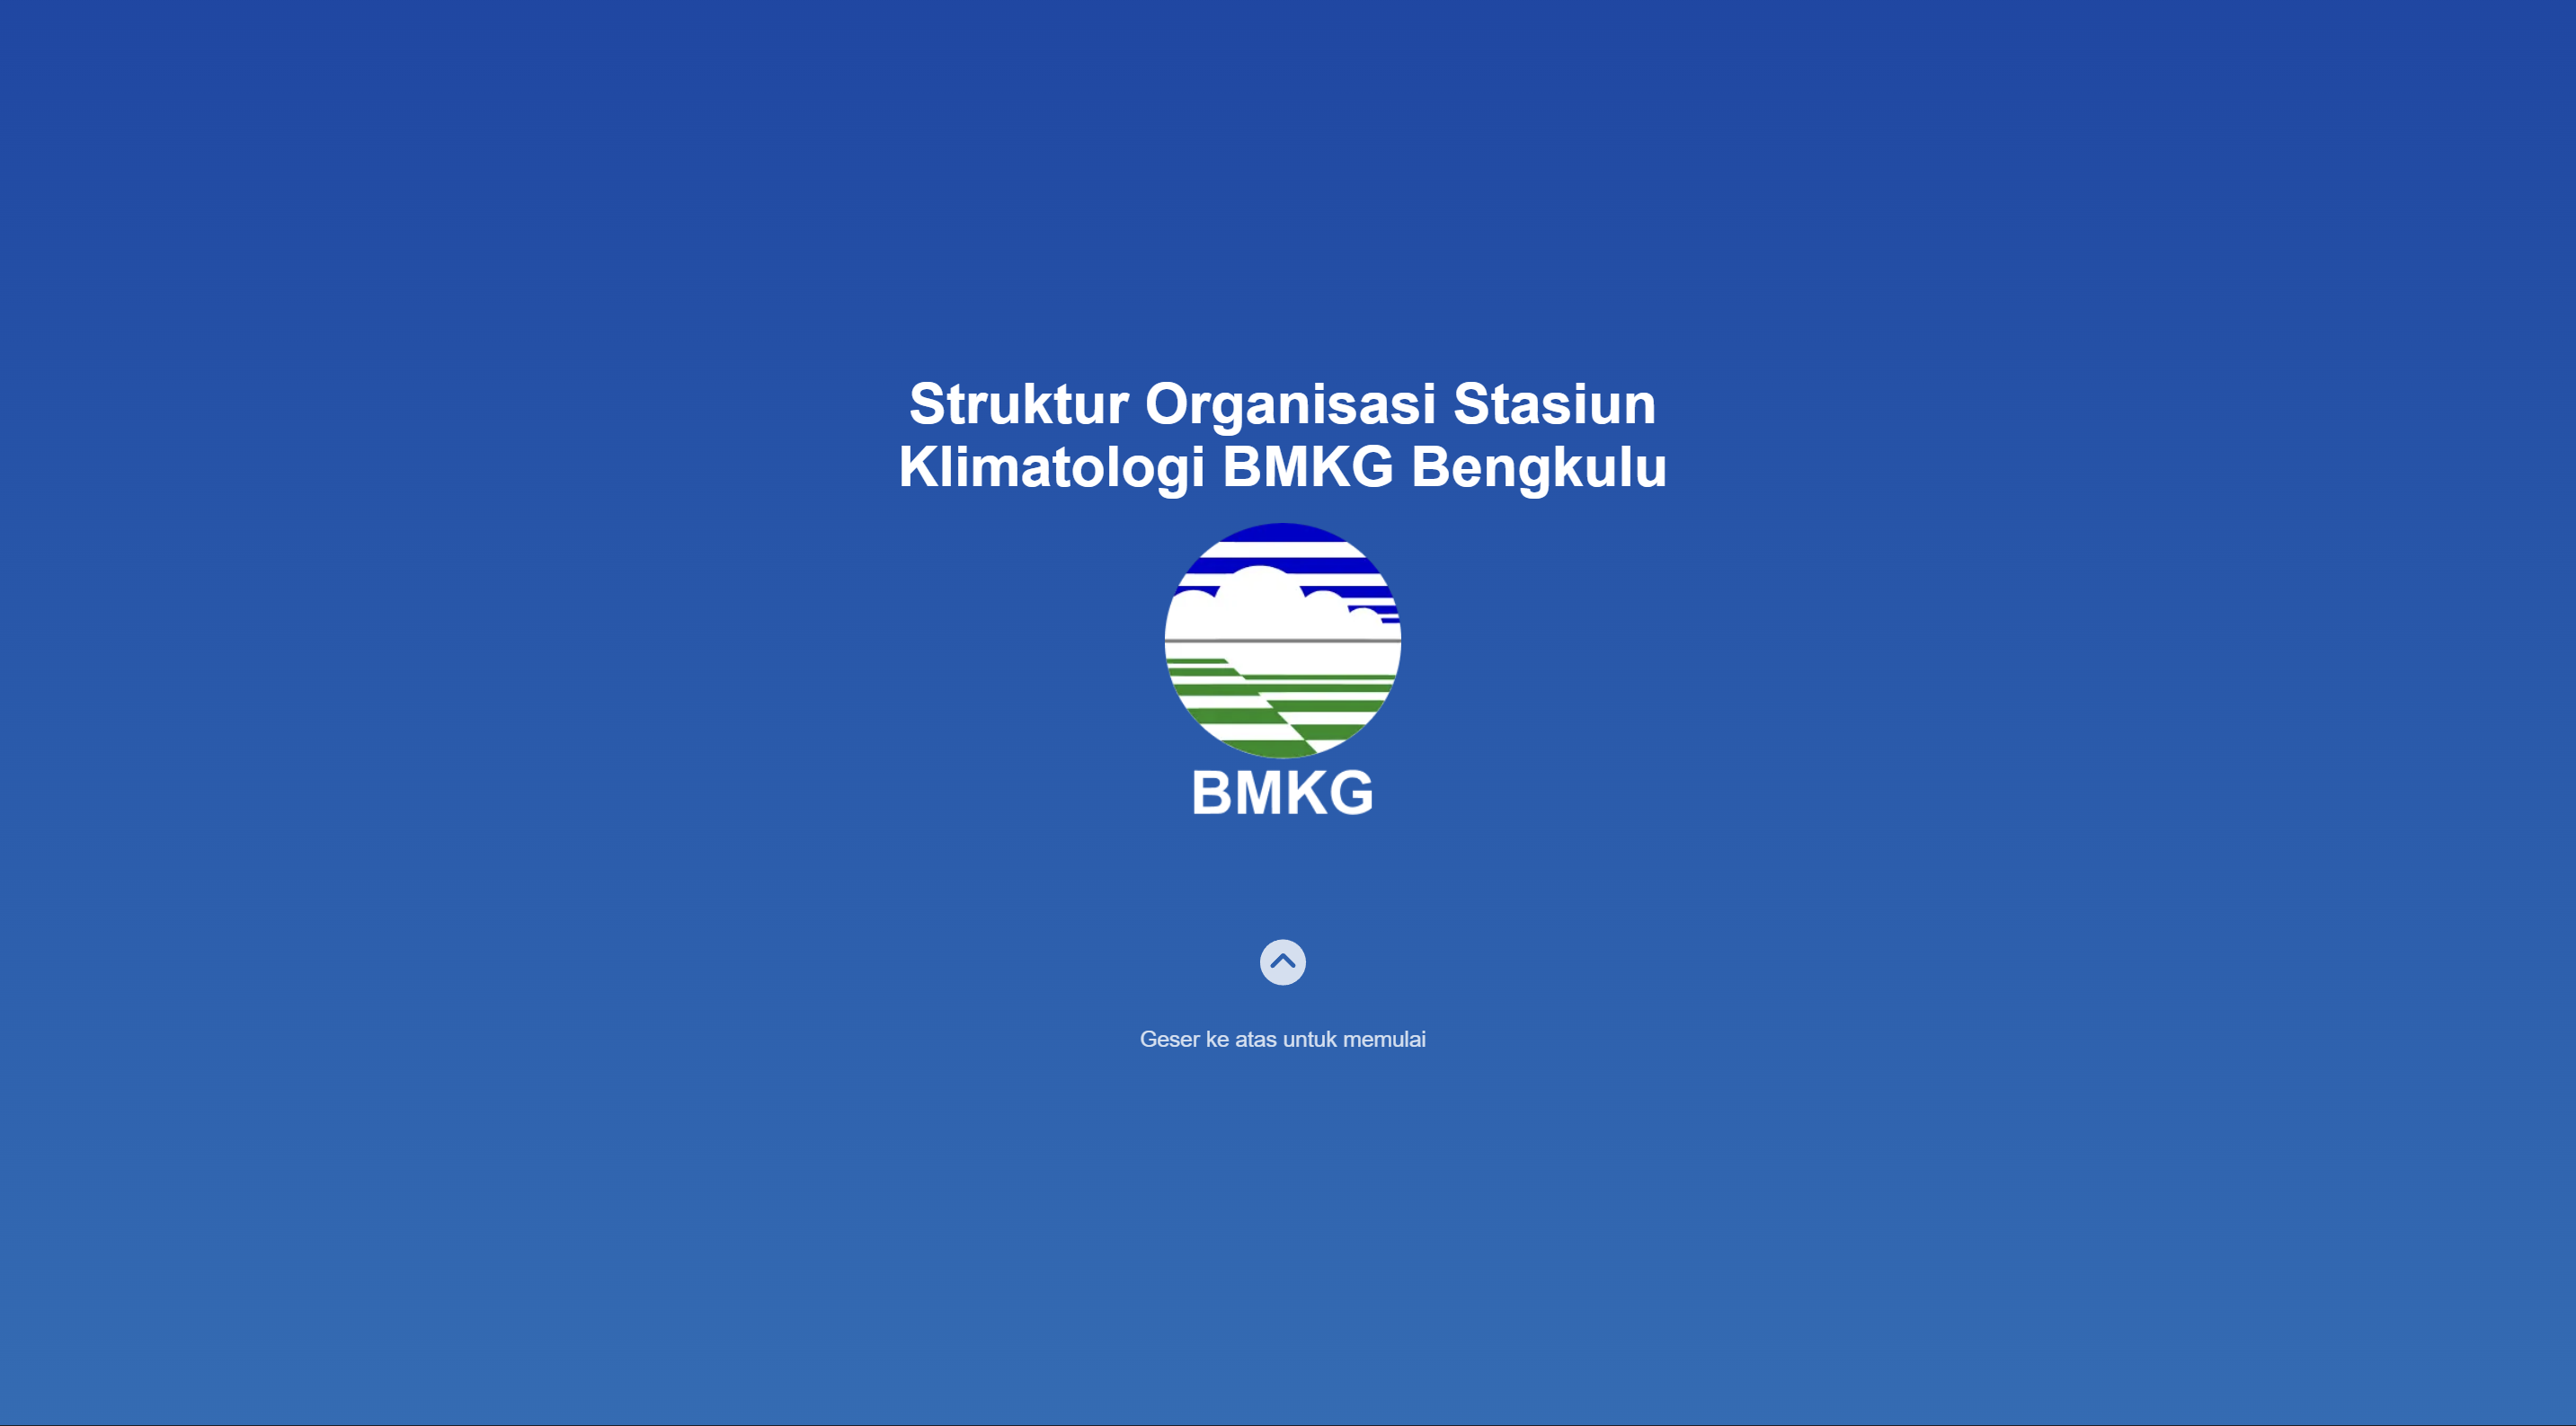 Struktur Organisasi Stasiun
Klimatologi BMKG Bengkulu
BMKG
Geser ke atas untuk memulai